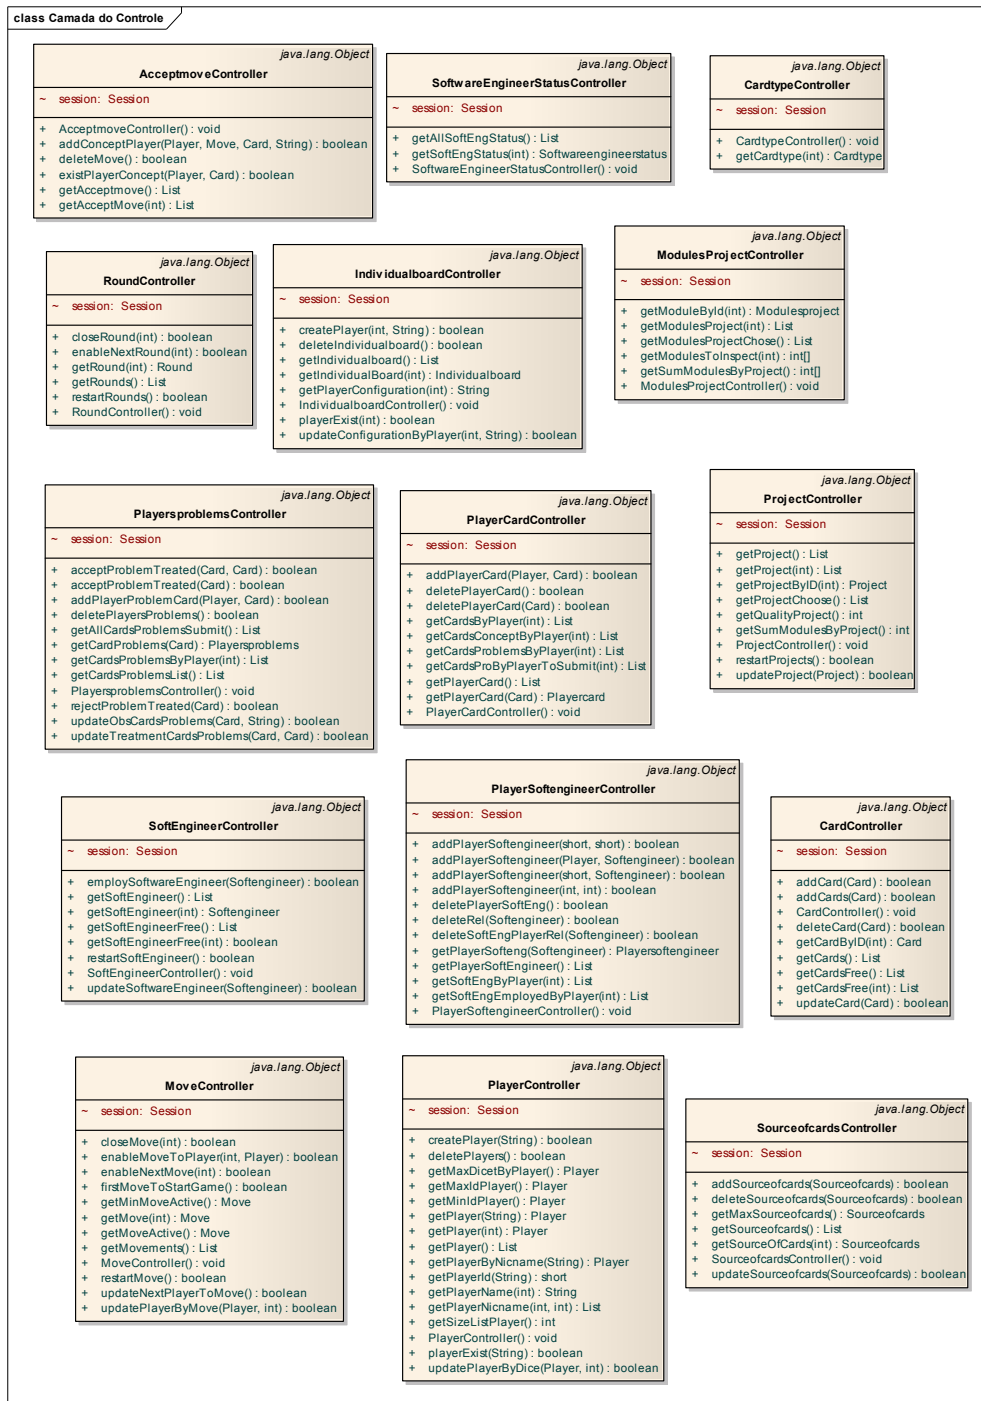 class Camada do Controle
java.lang.Object
AcceptmoveController
~ session: Session
+ AcceptmoveController() : void
+ addConceptPlayer(Player, Move, Card, String) : boolean
+ deleteMove() : boolean
+ existPlayerConcept(Player, Card) : boolean
+ getAcceptmove() : List
+ getAcceptMove(int) : List
java.lang.Object
SoftwareEngineerStatusController
~ session: Session
+ getAllSoftEngStatus() : List
+ getSoftEngStatus(int) : Softwareengineerstatus
+ SoftwareEngineerStatusController() : void
java.lang.Object
CardtypeController
~ session: Session
+ CardtypeController() : void
+ getCardtype(int) : Cardtype
java.lang.Object
RoundController
~ session: Session
+ closeRound(int) : boolean
+ enableNextRound(int) : boolean
+ getRound(int) : Round
+ getRounds() : List
+ restartRounds() : boolean
+ RoundController() : void
java.lang.Object
IndividualboardController
~ session: Session
+ createPlayer(int, String) : boolean
+ deleteIndividualboard() : boolean
+ getIndividualboard() : List
+ getIndividualBoard(int) : Individualboard
+ getPlayerConfiguration(int) : String
+ IndividualboardController() : void
+ playerExist(int) : boolean
+ updateConfigurationByPlayer(int, String) : boolean
java.lang.Object
ModulesProjectController
~ session: Session
+ getModuleById(int) : Modulesproject
+ getModulesProject(int) : List
+ getModulesProjectChose() : List
+ getModulesToInspect(int) : int[]
+ getSumModulesByProject() : int[]
+ ModulesProjectController() : void
java.lang.Object
PlayersproblemsController
~ session: Session
+ acceptProblemTreated(Card, Card) : boolean
+ acceptProblemTreated(Card) : boolean
+ addPlayerProblemCard(Player, Card) : boolean
+ deletePlayersProblems() : boolean
+ getAllCardsProblemsSubmit() : List
+ getCardProblems(Card) : Playersproblems
+ getCardsProblemsByPlayer(int) : List
+ getCardsProblemsList() : List
+ PlayersproblemsController() : void
+ rejectProblemTreated(Card) : boolean
+ updateObsCardsProblems(Card, String) : boolean
+ updateTreatmentCardsProblems(Card, Card) : boolean
java.lang.Object
PlayerCardController
~ session: Session
+ addPlayerCard(Player, Card) : boolean
+ deletePlayerCard() : boolean
+ deletePlayerCard(Card) : boolean
+ getCardsByPlayer(int) : List
+ getCardsConceptByPlayer(int) : List
+ getCardsProblemsByPlayer(int) : List
+ getCardsProByPlayerToSubmit(int) : List
+ getPlayerCard() : List
+ getPlayerCard(Card) : Playercard
+ PlayerCardController() : void
java.lang.Object
ProjectController
~ session: Session
+ getProject() : List
+ getProject(int) : List
+ getProjectByID(int) : Project
+ getProjectChoose() : List
+ getQualityProject() : int
+ getSumModulesByProject() : int
+ ProjectController() : void
+ restartProjects() : boolean
+ updateProject(Project) : boolean
java.lang.Object
SoftEngineerController
~ session: Session
+ employSoftwareEngineer(Softengineer) : boolean
+ getSoftEngineer() : List
+ getSoftEngineer(int) : Softengineer
+ getSoftEngineerFree() : List
+ getSoftEngineerFree(int) : boolean
+ restartSoftEngineer() : boolean
+ SoftEngineerController() : void
+ updateSoftwareEngineer(Softengineer) : boolean
java.lang.Object
PlayerSoftengineerController
~ session: Session
+ addPlayerSoftengineer(short, short) : boolean
+ addPlayerSoftengineer(Player, Softengineer) : boolean
+ addPlayerSoftengineer(short, Softengineer) : boolean
+ addPlayerSoftengineer(int, int) : boolean
+ deletePlayerSoftEng() : boolean
+ deleteRel(Softengineer) : boolean
+ deleteSoftEngPlayerRel(Softengineer) : boolean
+ getPlayerSofteng(Softengineer) : Playersoftengineer
+ getPlayerSoftEngineer() : List
+ getSoftEngByPlayer(int) : List
+ getSoftEngEmployedByPlayer(int) : List
+ PlayerSoftengineerController() : void
java.lang.Object
CardController
~ session: Session
+ addCard(Card) : boolean
+ addCards(Card) : boolean
+ CardController() : void
+ deleteCard(Card) : boolean
+ getCardByID(int) : Card
+ getCards() : List
+ getCardsFree() : List
+ getCardsFree(int) : List
+ updateCard(Card) : boolean
java.lang.Object
MoveController
~ session: Session
+ closeMove(int) : boolean
+ enableMoveToPlayer(int, Player) : boolean
+ enableNextMove(int) : boolean
+ firstMoveToStartGame() : boolean
+ getMinMoveActive() : Move
+ getMove(int) : Move
+ getMoveActive() : Move
+ getMovements() : List
+ MoveController() : void
+ restartMove() : boolean
+ updateNextPlayerToMove() : boolean
+ updatePlayerByMove(Player, int) : boolean
java.lang.Object
PlayerController
~ session: Session
+ createPlayer(String) : boolean
+ deletePlayers() : boolean
+ getMaxDicetByPlayer() : Player
+ getMaxIdPlayer() : Player
+ getMinIdPlayer() : Player
+ getPlayer(String) : Player
+ getPlayer(int) : Player
+ getPlayer() : List
+ getPlayerByNicname(String) : Player
+ getPlayerId(String) : short
+ getPlayerName(int) : String
+ getPlayerNicname(int, int) : List
+ getSizeListPlayer() : int
+ PlayerController() : void
+ playerExist(String) : boolean
+ updatePlayerByDice(Player, int) : boolean
java.lang.Object
SourceofcardsController
~ session: Session
+ addSourceofcards(Sourceofcards) : boolean
+ deleteSourceofcards(Sourceofcards) : boolean
+ getMaxSourceofcards() : Sourceofcards
+ getSourceofcards() : List
+ getSourceOfCards(int) : Sourceofcards
+ SourceofcardsController() : void
+ updateSourceofcards(Sourceofcards) : boolean